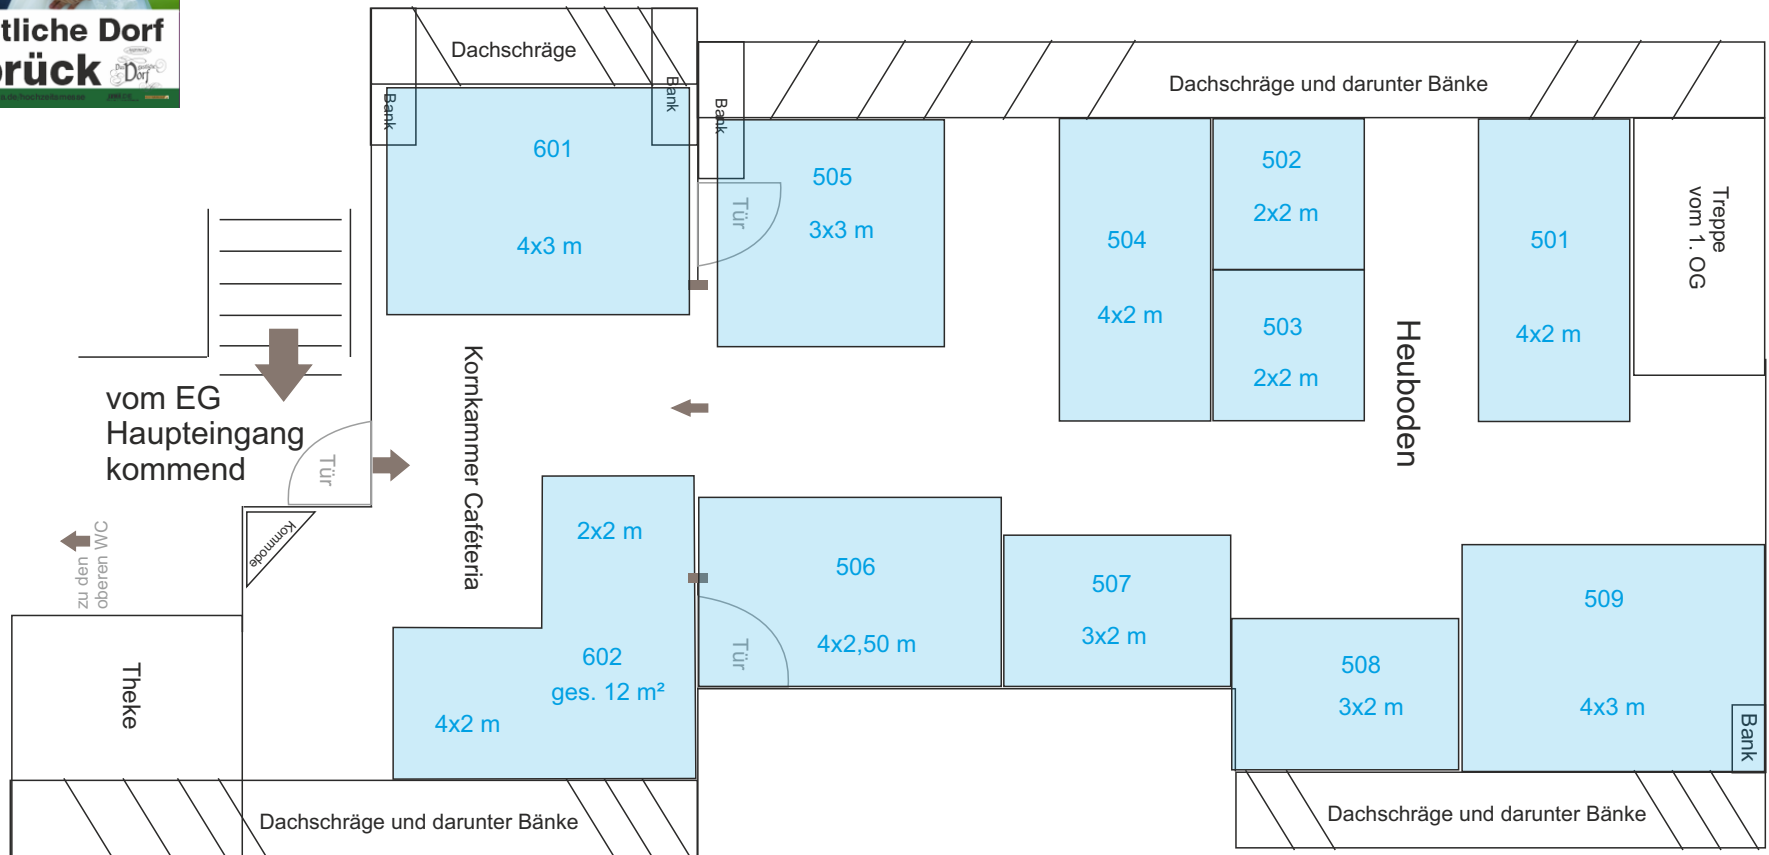 tliche Dorf
rück
Das
Dorf
Dachschräge
Dachschräge und darunter Bänke
Bank
Bank
Bank
601
4x3 m
505
3x3 m
Tür
504
4x2 m
502
2x2 m
503
2x2 m
501
4x2 m
Treppe
vom 1. OG
Heuboden
Kornkammer Caféteria
vom EG
Haupteingang
kommend
Tür
Kommode
zu den
oberen WC
Theke
2x2 m
602
ges. 12 m²
4x2 m
506
4x2,50 m
Tür
507
3x2 m
508
3x2 m
509
4x3 m
Bank
Dachschräge und darunter Bänke
Dachschräge und darunter Bänke